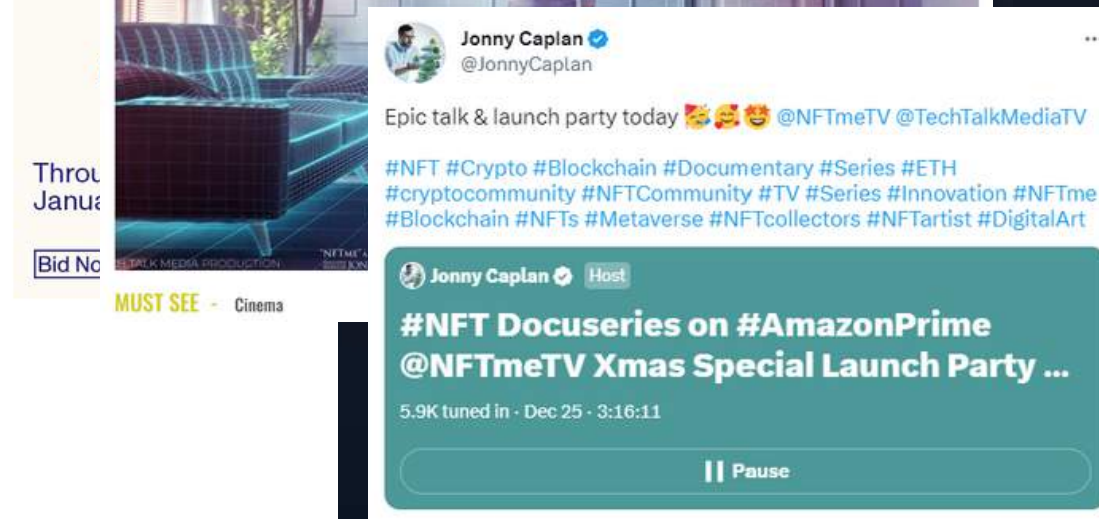 Throu
Janua
Bid No
H TALK MEDIA PRODUCTION
"NFTME" A
JON
MUST SEE - Cinema
Jonny Caplan
@JonnyCaplan
Epic talk & launch party today 🥳🥰🤩 @NFTmeTV @TechTalkMediaTV
#NFT #Crypto #Blockchain #Documentary #Series #ETH
#cryptocommunity #NFTCommunity #TV #Series #Innovation #NFTme
#Blockchain #NFTs #Metaverse #NFTcollectors #NFTartist #DigitalArt
Jonny Caplan Host
#NFT Docuseries on #AmazonPrime
@NFTmeTV Xmas Special Launch Party ...
5.9K tuned in · Dec 25 · 3:16:11
Pause